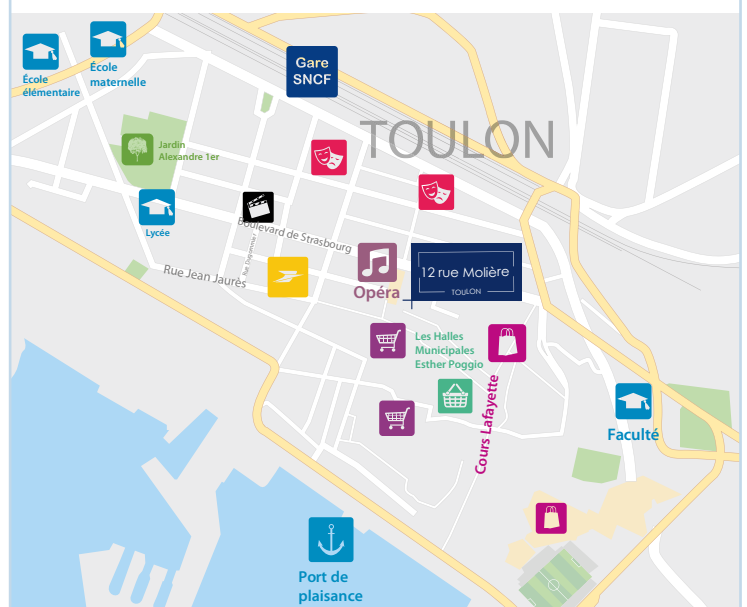 Gare
SNCF
École
élémentaire
École
maternelle
TOULON
Jardin
Alexandre 1er
Lycée
Boulevard de Strasbourg
Rue Jean Jaurès
Opéra
12 rue Molière
TOULON
Les Halles
Municipales
Esther Poggio
Cours Lafayette
Faculté
Port de
plaisance